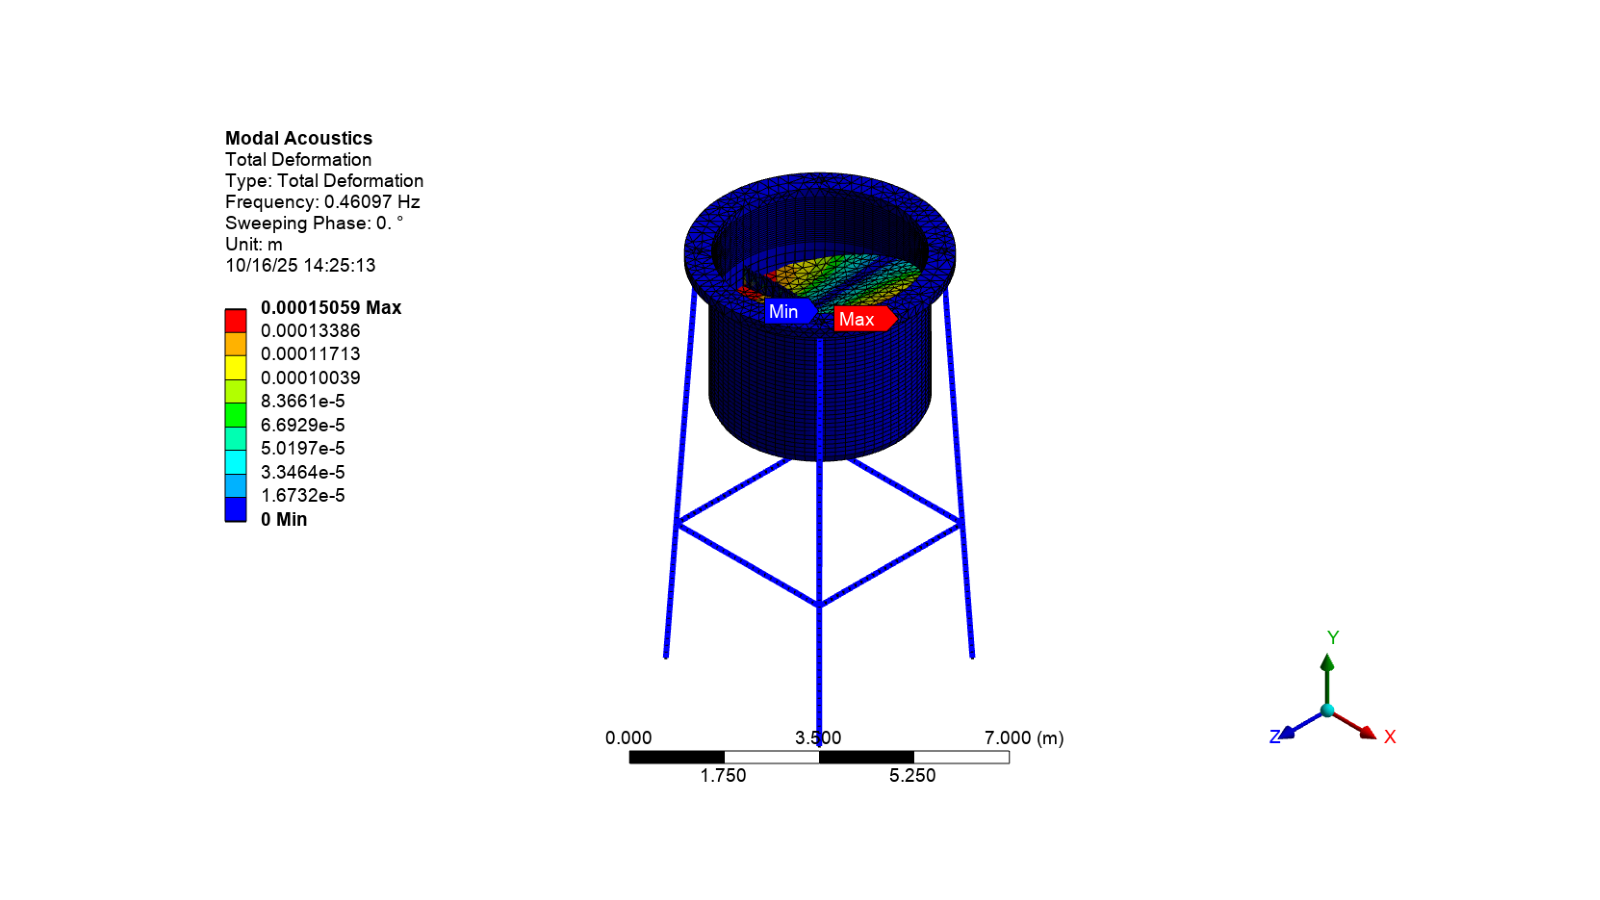 Modal Acoustics
Total Deformation
Type: Total Deformation
Frequency: 0.46097 Hz
Sweeping Phase: 0. °
Unit: m
10/16/25 14:25:13
0.00015059 Max
0.00013386
0.00011713
0.00010039
8.3661e-5
6.6929e-5
5.0197e-5
3.3464e-5
1.6732e-5
0 Min
Min
Max
0.000 3.500 7.000 (m)
1.750 5.250
Y
Z X